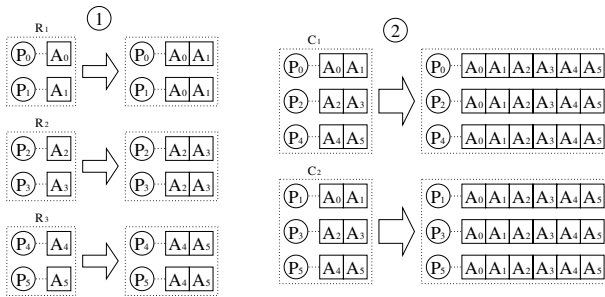 1
R1
P0 A0 P0 A0 A1
P1 A1 P1 A0 A1
R2
P2 A2 P2 A2 A3
P3 A3 P3 A2 A3
R3
P4 A4 P4 A4 A5
P5 A5 P5 A4 A5
2
C1
P0 A0 A1 P0 A0 A1 A2 A3 A4 A5
P2 A2 A3 P2 A0 A1 A2 A3 A4 A5
P4 A4 A5 P4 A0 A1 A2 A3 A4 A5
C2
P1 A0 A1 P1 A0 A1 A2 A3 A4 A5
P3 A2 A3 P3 A0 A1 A2 A3 A4 A5
P5 A4 A5 P5 A0 A1 A2 A3 A4 A5